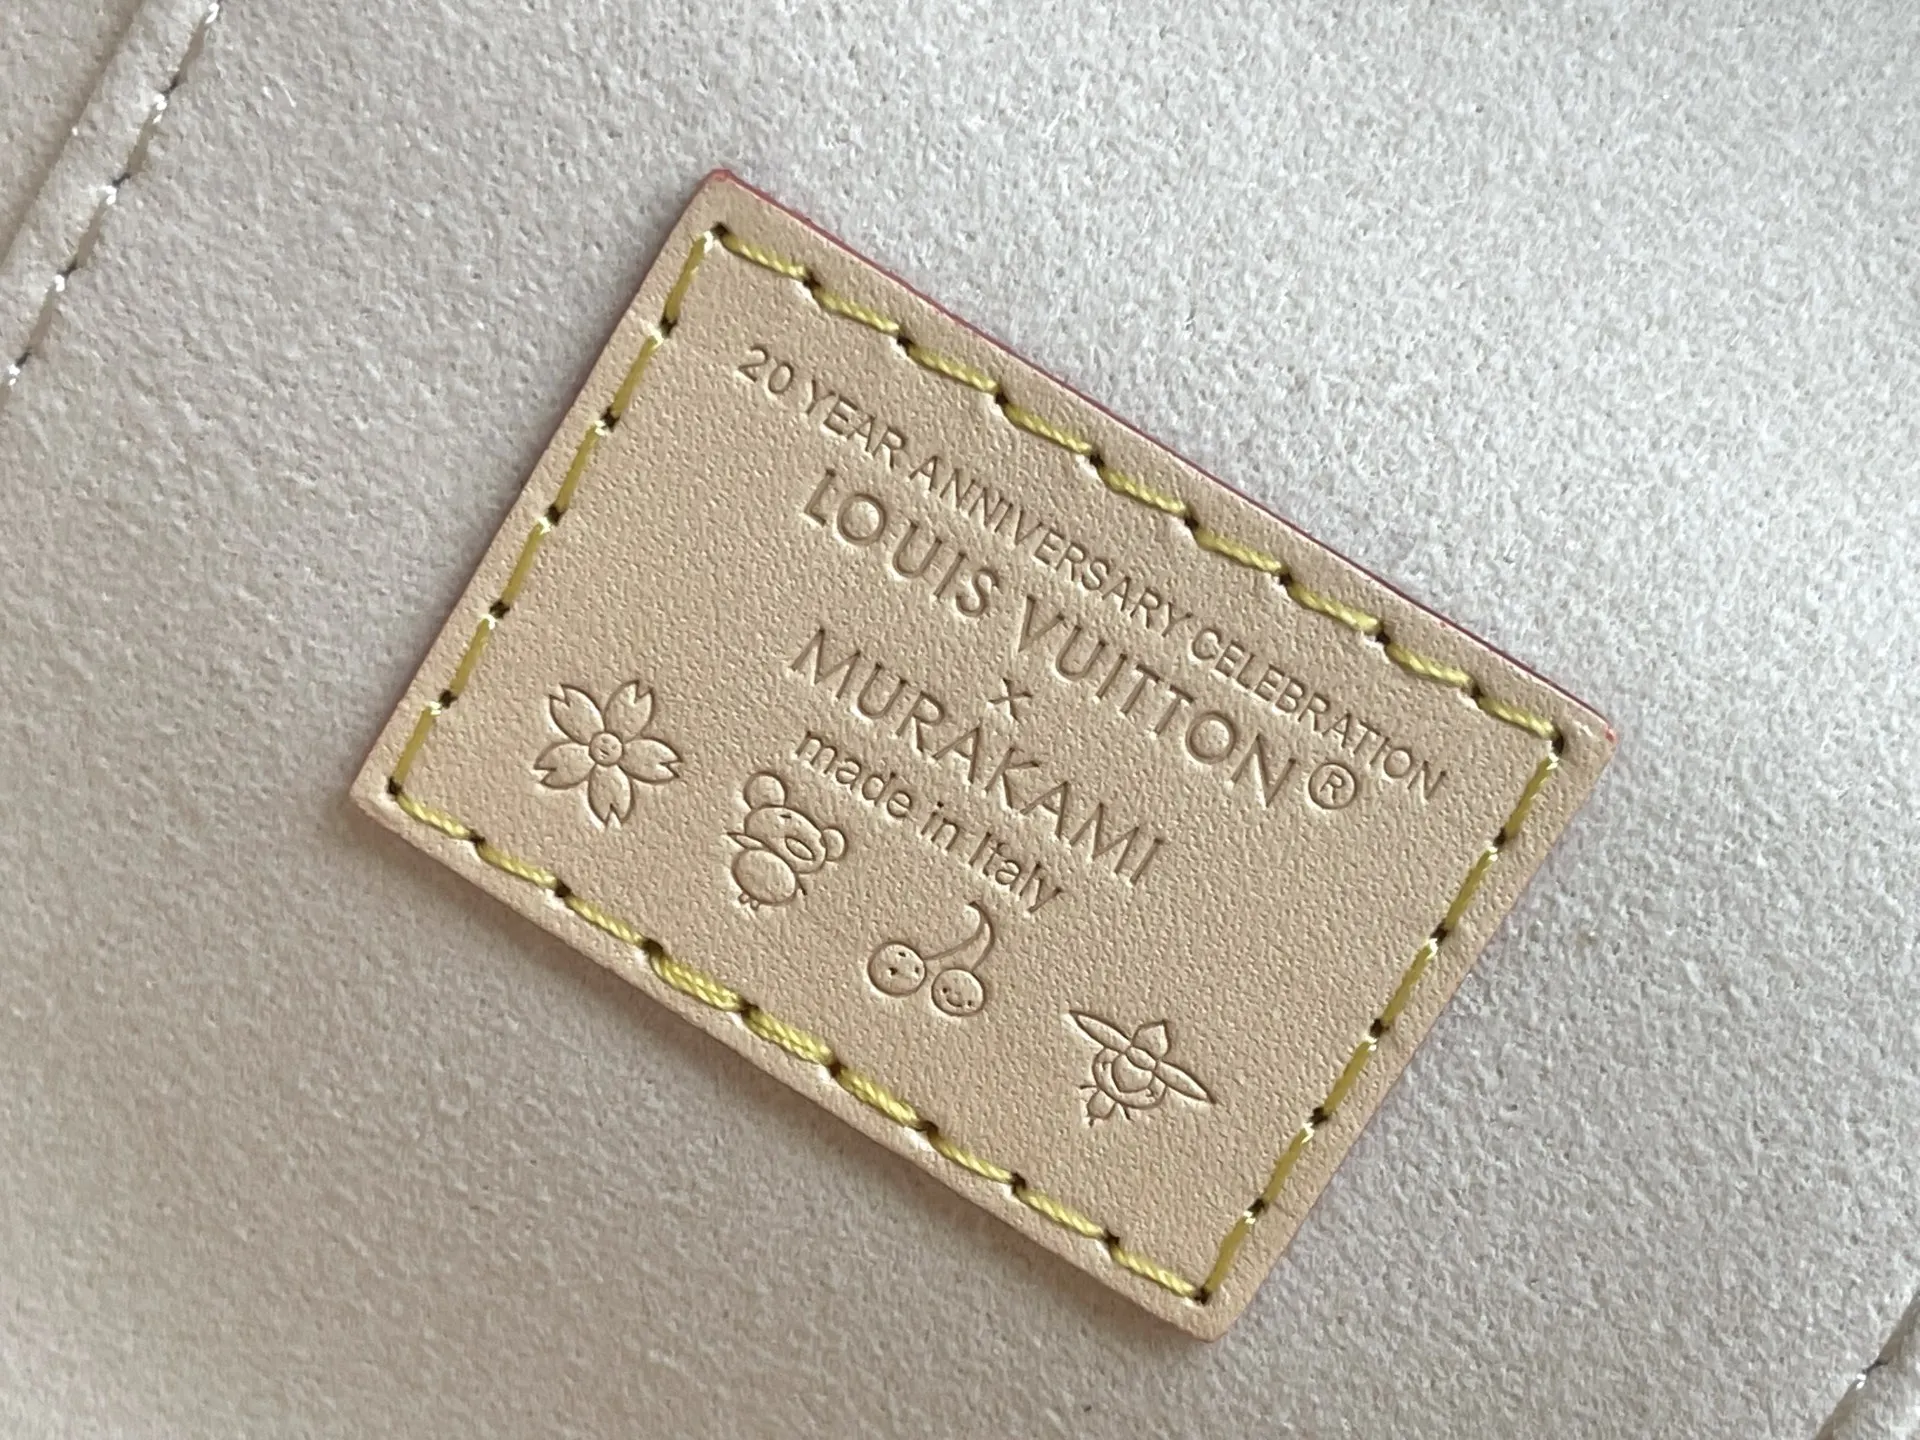 20 YEAR ANNIVERSARY CELEBRATION
LOUIS VUITTON ®
x
MURAKAMI
made in Italy